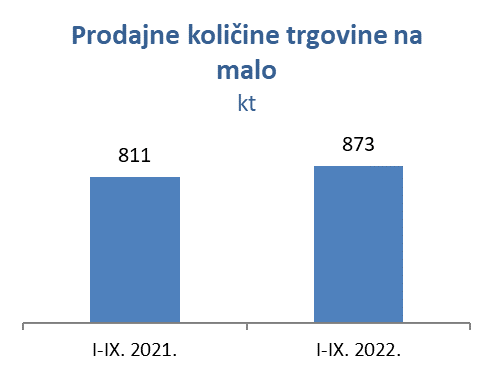 Prodajne količine trgovine na
malo
kt
811
873
I-IX. 2021.
I-IX. 2022.